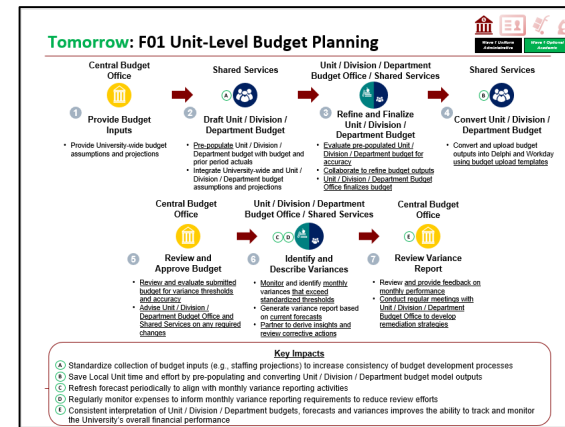 Tomorrow: F01 Unit-Level Budget Planning
Wave 1 Uniform
Administrative
Wave 1 Optional
Academic
Central Budget
Office
Shared Services
Unit / Division / Department
Budget Office / Shared Services
Shared Services
A
B
1
2
3
4
Provide Budget
Inputs
Draft Unit / Division /
Department Budget
Refine and Finalize
Unit / Division /
Department Budget
Convert Unit / Division /
Department Budget
• Provide University-wide budget
assumptions and projections
• Pre-populate Unit / Division /
Department budget with budget and
prior period actuals
• Integrate University-wide and Unit /
Division / Department budget
assumptions and projections
• Evaluate pre-populated Unit /
Division / Department budget for
accuracy
• Collaborate to refine budget outputs
• Unit / Division / Department Budget
Office finalizes budget
• Convert and upload budget
outputs into Delphi and Workday
using budget upload templates
Central Budget
Office
Unit / Division / Department
Budget Office / Shared Services
Central Budget
Office
C D
E
5
6
7
Review and
Approve Budget
Identify and
Describe Variances
Review Variance
Report
• Review and evaluate submitted
budget for variance thresholds
and accuracy
• Advise Unit / Division /
Department Budget Office and
Shared Services on any required
changes
• Monitor and identify monthly
variances that exceed
standardized thresholds
• Generate variance report based
on current forecasts
• Partner to derive insights and
review corrective actions
• Review and provide feedback on
monthly performance
• Conduct regular meetings with
Unit / Division / Department
Budget Office to develop
remediation strategies
Key Impacts
A Standardize collection of budget inputs (e.g., staffing projections) to increase consistency of budget development processes
B Save Local Unit time and effort by pre-populating and converting Unit / Division / Department budget model outputs
C Refresh forecast periodically to align with monthly variance reporting activities
D Regularly monitor expenses to inform monthly variance reporting requirements to reduce review efforts
E Consistent interpretation of Unit / Division / Department budgets, forecasts and variances improves the ability to track and monitor
the University's overall financial performance